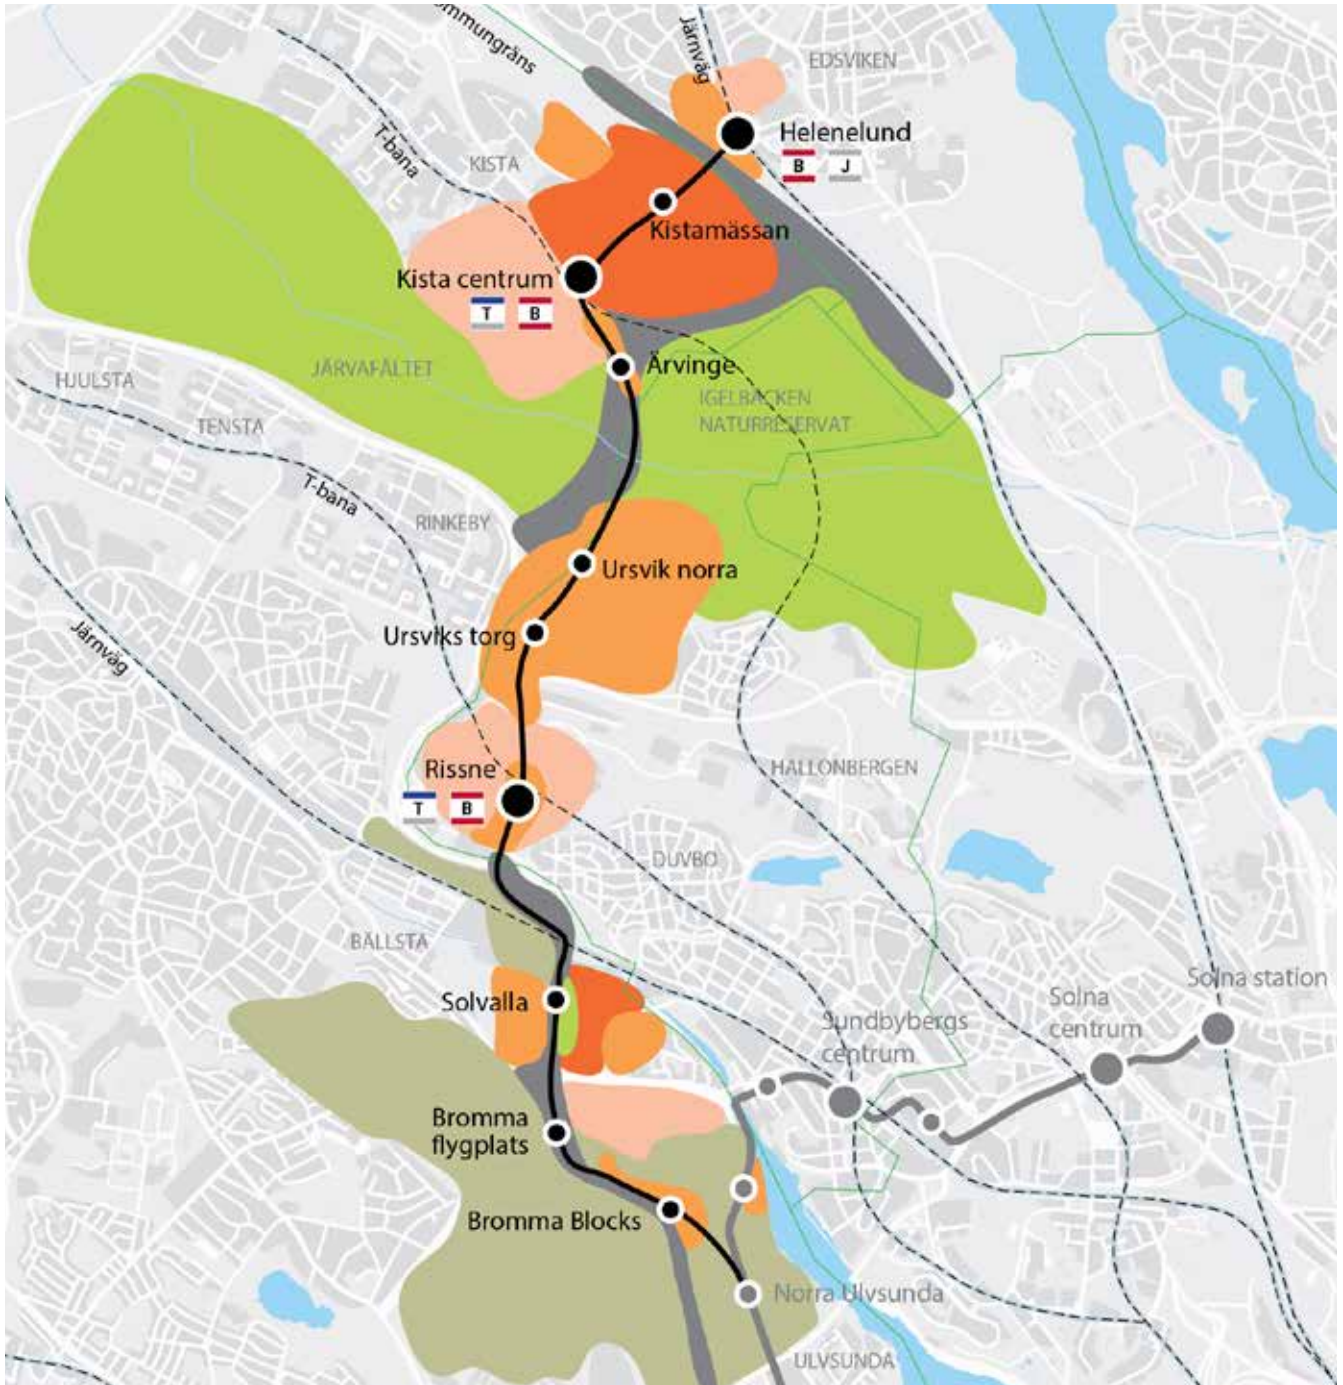 ommungräns
Järnväg
EDSVIKEN
Helenelund
B J
T-bana
KISTA
Kistamässan
Kista centrum
T B
Ärvinge
JÄRVAFÄLTET
HJULSTA
IGELBÄCKEN
NATURRESERVAT
TENSTA
T-bana
RINKEBY
Ursvik norra
Ursviks torg
Järnväg
Rissne
T B
HALLONBERGEN
DUVBO
BÄLLSTA
Solvalla
Solna station
Solna
centrum
Sundbybergs
centrum
Bromma
flygplats
Bromma Blocks
Norra Ulvsunda
ULVSUNDA